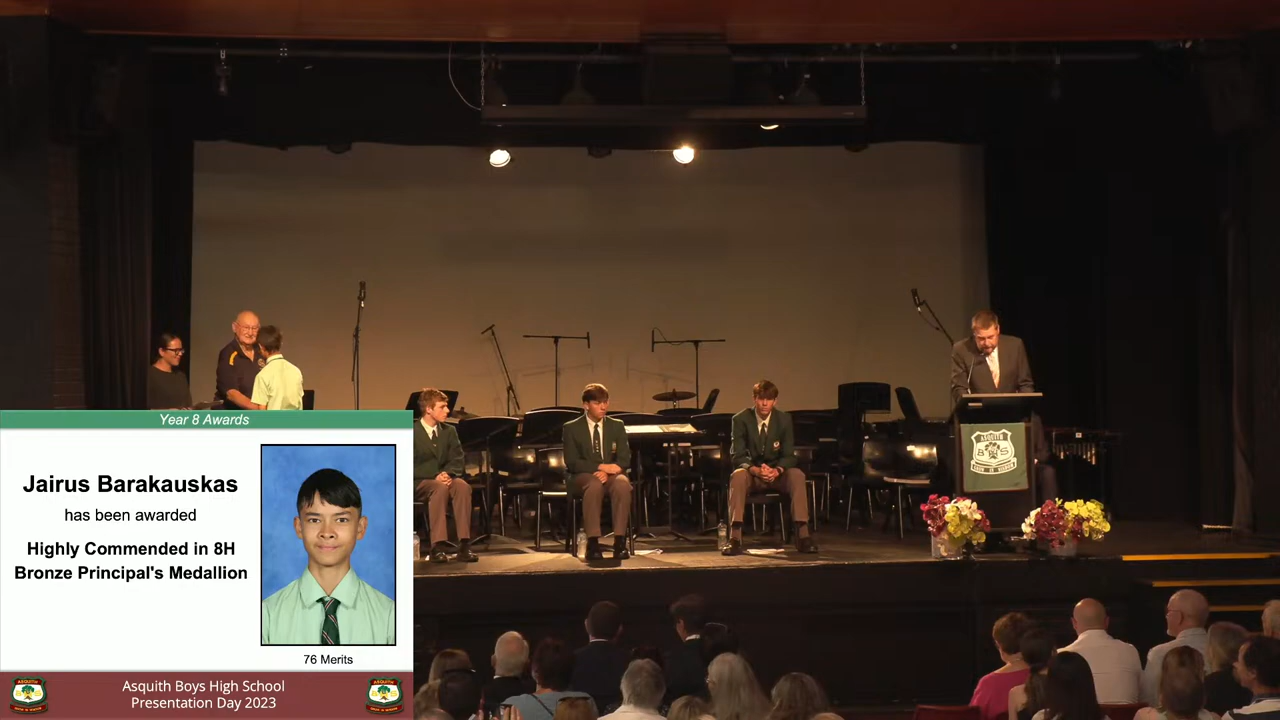 Year 8 Awards
Jairus Barakauskas
has been awarded
Highly Commended in 8H
Bronze Principal's Medallion
76 Merits
Asquith Boys High School
Presentation Day 2023
ASQUITH
B S